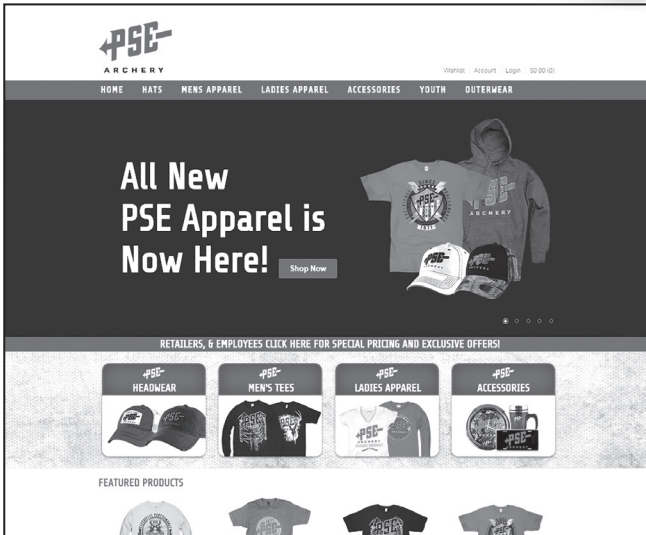 PSE
ARCHERY
Wishlist Account Login $0.00 (0)
HOME HATS MENS APPAREL LADIES APPAREL ACCESSORIES YOUTH OUTERWEAR
All New
PSE Apparel is
Now Here!
Shop Now
PSE
ARCHERY
RETAILERS, & EMPLOYEES CLICK HERE FOR SPECIAL PRICING AND EXCLUSIVE OFFERS!
PSE PSE PSE PSE
HEADWEAR MEN'S TEES LADIES APPAREL ACCESSORIES
FEATURED PRODUCTS